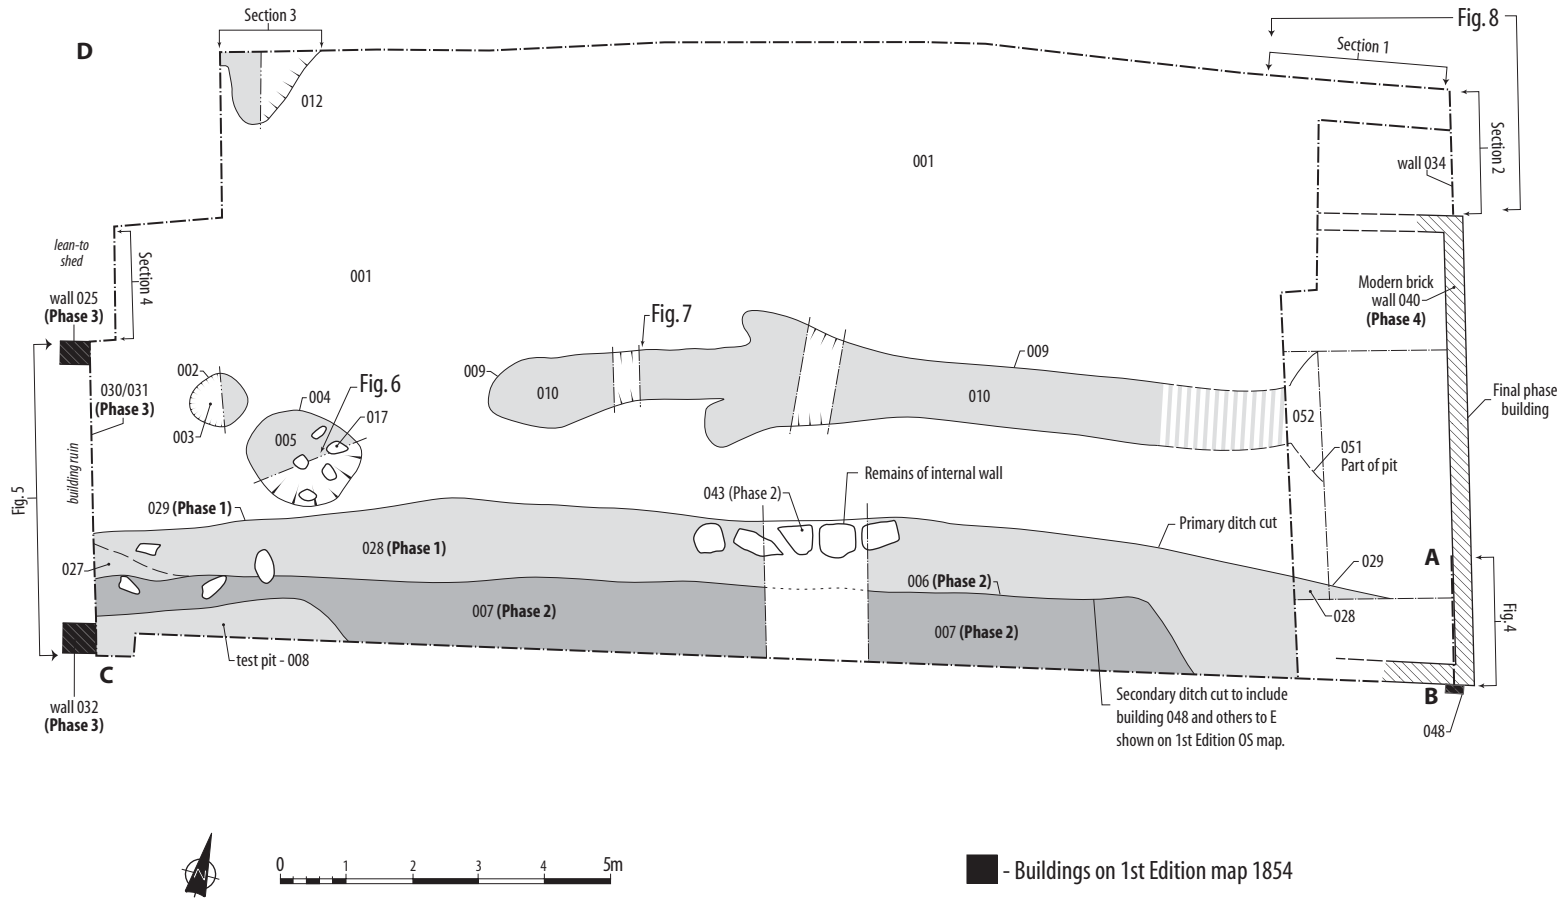 Section 3
Fig. 8
D
Section 1
012
Section 2
001
wall 034
lean-to
shed
Section 4
001
wall 025
(Phase 3)
Modern brick
wall 040
(Phase 4)
Fig. 7
009
002
009
Fig. 6
030/031
(Phase 3)
004
010
010
017
Final phase
building
052
003
005
051
Part of pit
building ruin
Fig. 5
Remains of internal wall
043 (Phase 2)
029 (Phase 1)
Primary ditch cut
028 (Phase 1)
A
027
029
006 (Phase 2)
007 (Phase 2)
028
Fig. 4
007 (Phase 2)
test pit - 008
C
Secondary ditch cut to include
building 048 and others to E
shown on 1st Edition OS map.
B
wall 032
(Phase 3)
048
N
0 1 2 3 4 5m
- Buildings on 1st Edition map 1854